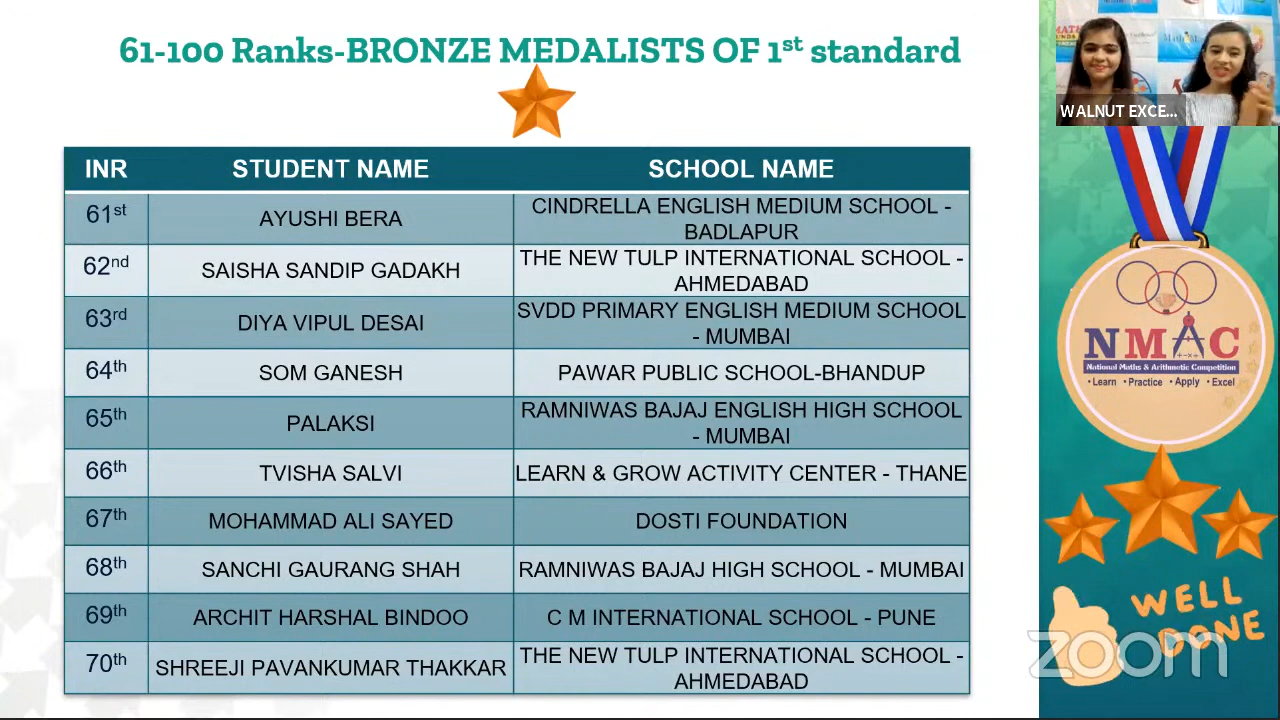 61-100 Ranks-BRONZE MEDALISTS OF 1st standard
INR STUDENT NAME SCHOOL NAME
61st AYUSHI BERA CINDRELLA ENGLISH MEDIUM SCHOOL -
BADLAPUR
62nd SAISHA SANDIP GADAKH THE NEW TULP INTERNATIONAL SCHOOL -
AHMEDABAD
63rd DIYA VIPUL DESAI SVDD PRIMARY ENGLISH MEDIUM SCHOOL
- MUMBAI
64th SOM GANESH PAWAR PUBLIC SCHOOL-BHANDUP
65th PALAKSI RAMNIWAS BAJAJ ENGLISH HIGH SCHOOL
- MUMBAI
66th TVISHA SALVI LEARN & GROW ACTIVITY CENTER - THANE
67th MOHAMMAD ALI SAYED DOSTI FOUNDATION
68th SANCHI GAURANG SHAH RAMNIWAS BAJAJ HIGH SCHOOL - MUMBAI
69th ARCHIT HARSHAL BINDOO C M INTERNATIONAL SCHOOL - PUNE
70th SHREEJI PAVANKUMAR THAKKAR THE NEW TULP INTERNATIONAL SCHOOL -
AHMEDABAD
WALNUT EXCE...
NMAC
National Maths & Arithmetic Competition
• Learn • Practice • Apply • Excel
WELL
DONE
zoom